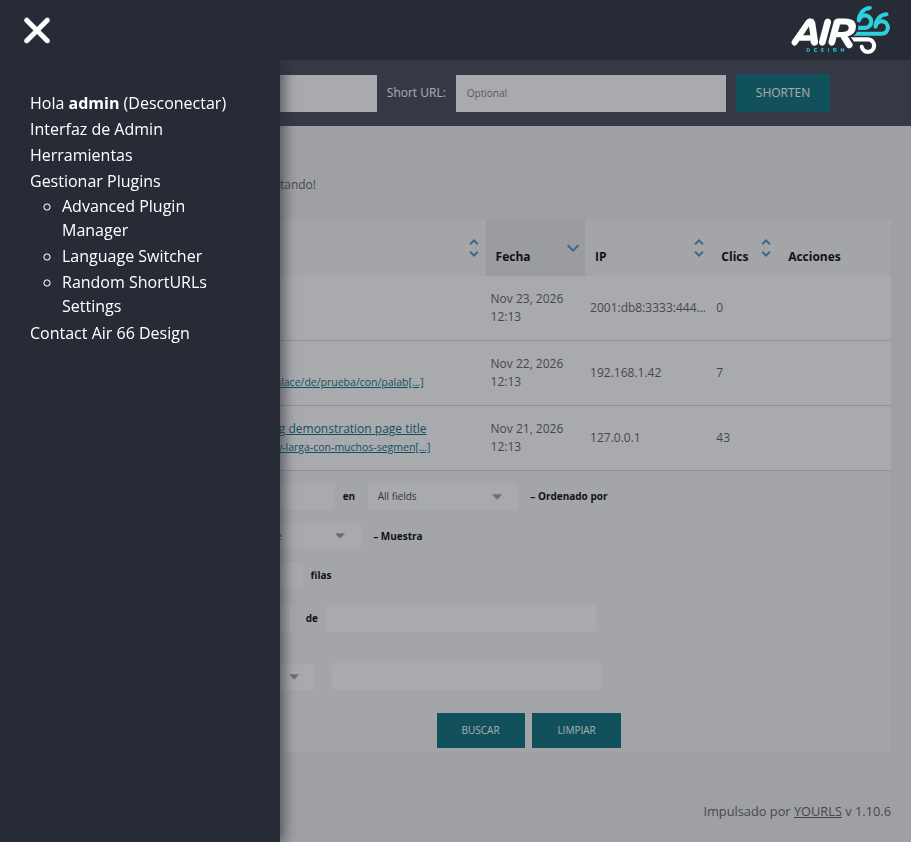 AIR66
DESIGN
Hola admin (Desconectar)
Interfaz de Admin
Herramientas
Gestionar Plugins
Advanced Plugin
Manager
Language Switcher
Random ShortURLs
Settings
Contact Air 66 Design
Short URL: Optional SHORTEN
tando!
Fecha IP Clics Acciones
Nov 23, 2026
12:13
2001:db8:3333:444... 0
Nov 22, 2026
12:13
192.168.1.42 7
lace/de/prueba/con/palab[...]
g demonstration page title
Nov 21, 2026
12:13
127.0.0.1 43
-larga-con-muchos-segmen[...]
en All fields – Ordenado por
– Muestra
filas
de
BUSCAR LIMPIAR
Impulsado por YOURLS v 1.10.6